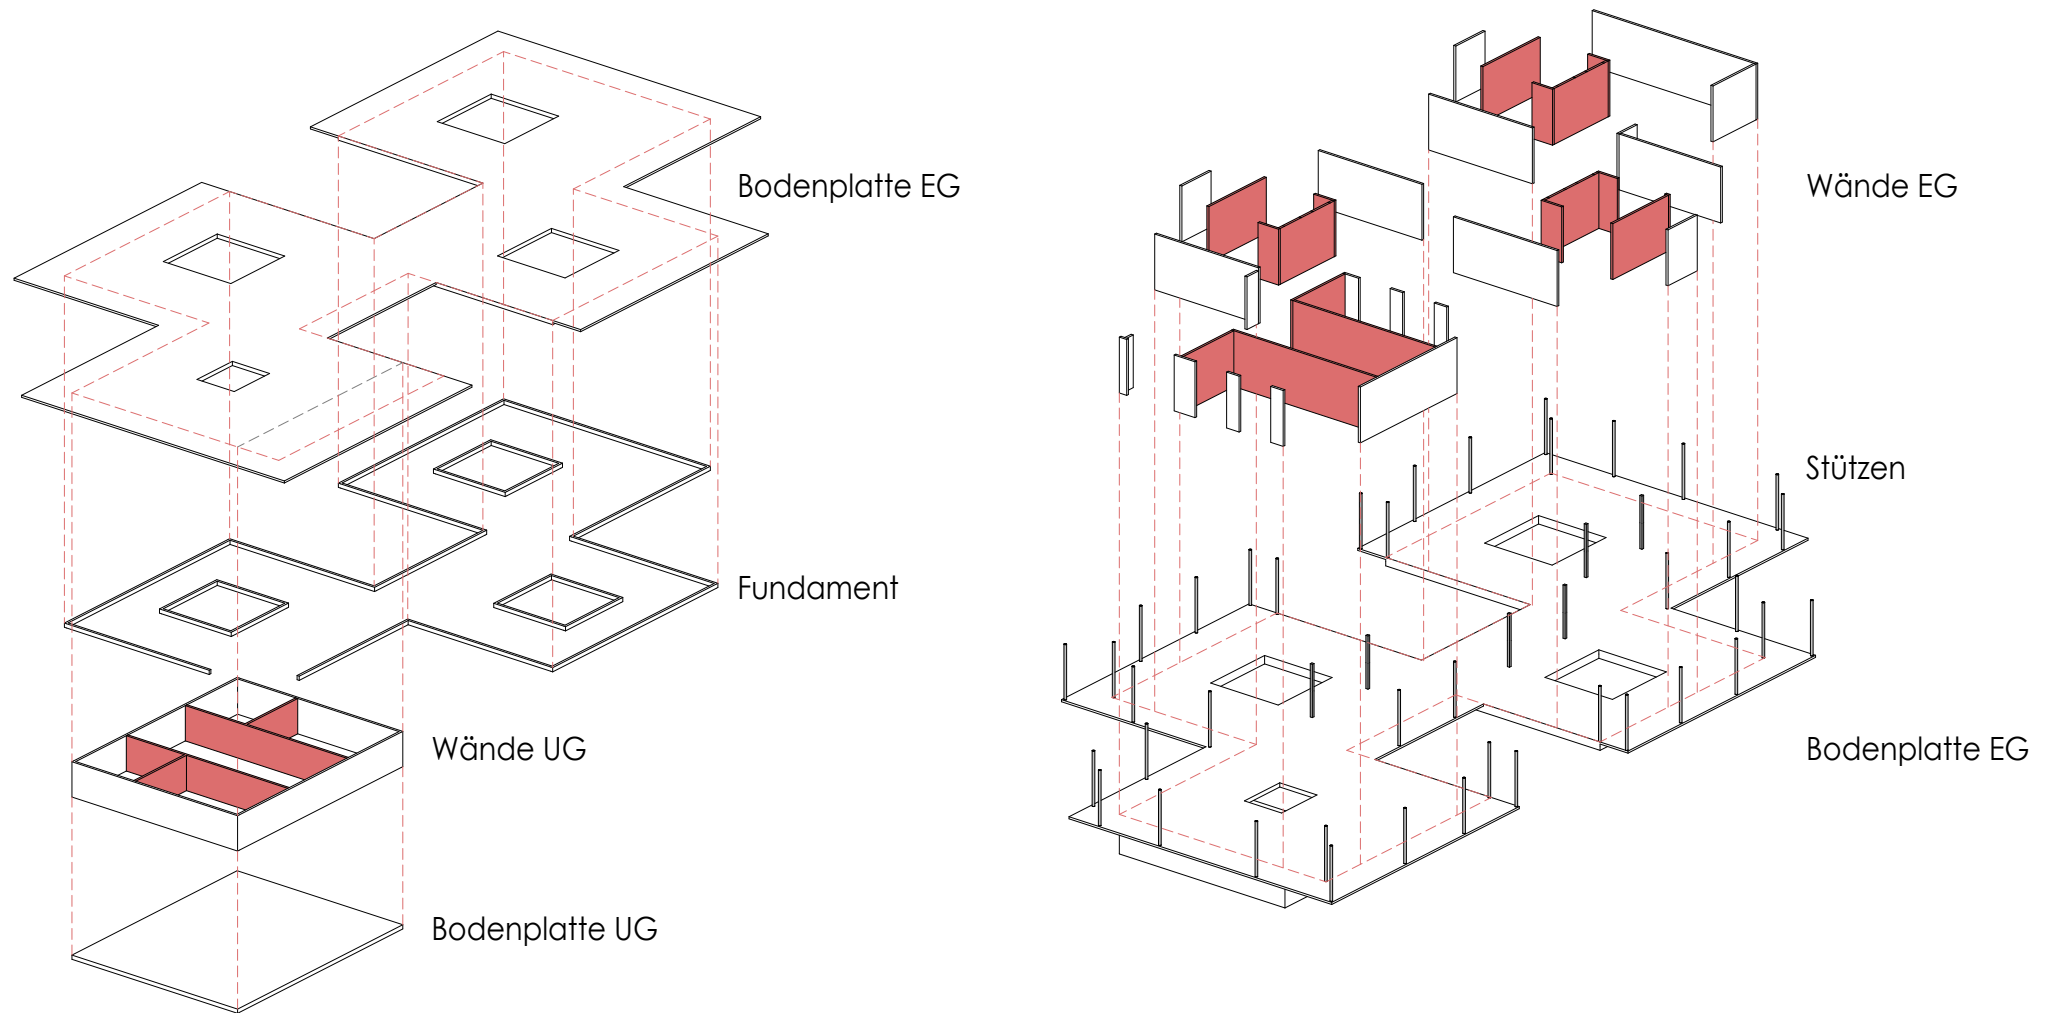 Bodenplatte EG
Fundament
Wände UG
Bodenplatte UG
Wände EG
Stützen
Bodenplatte EG